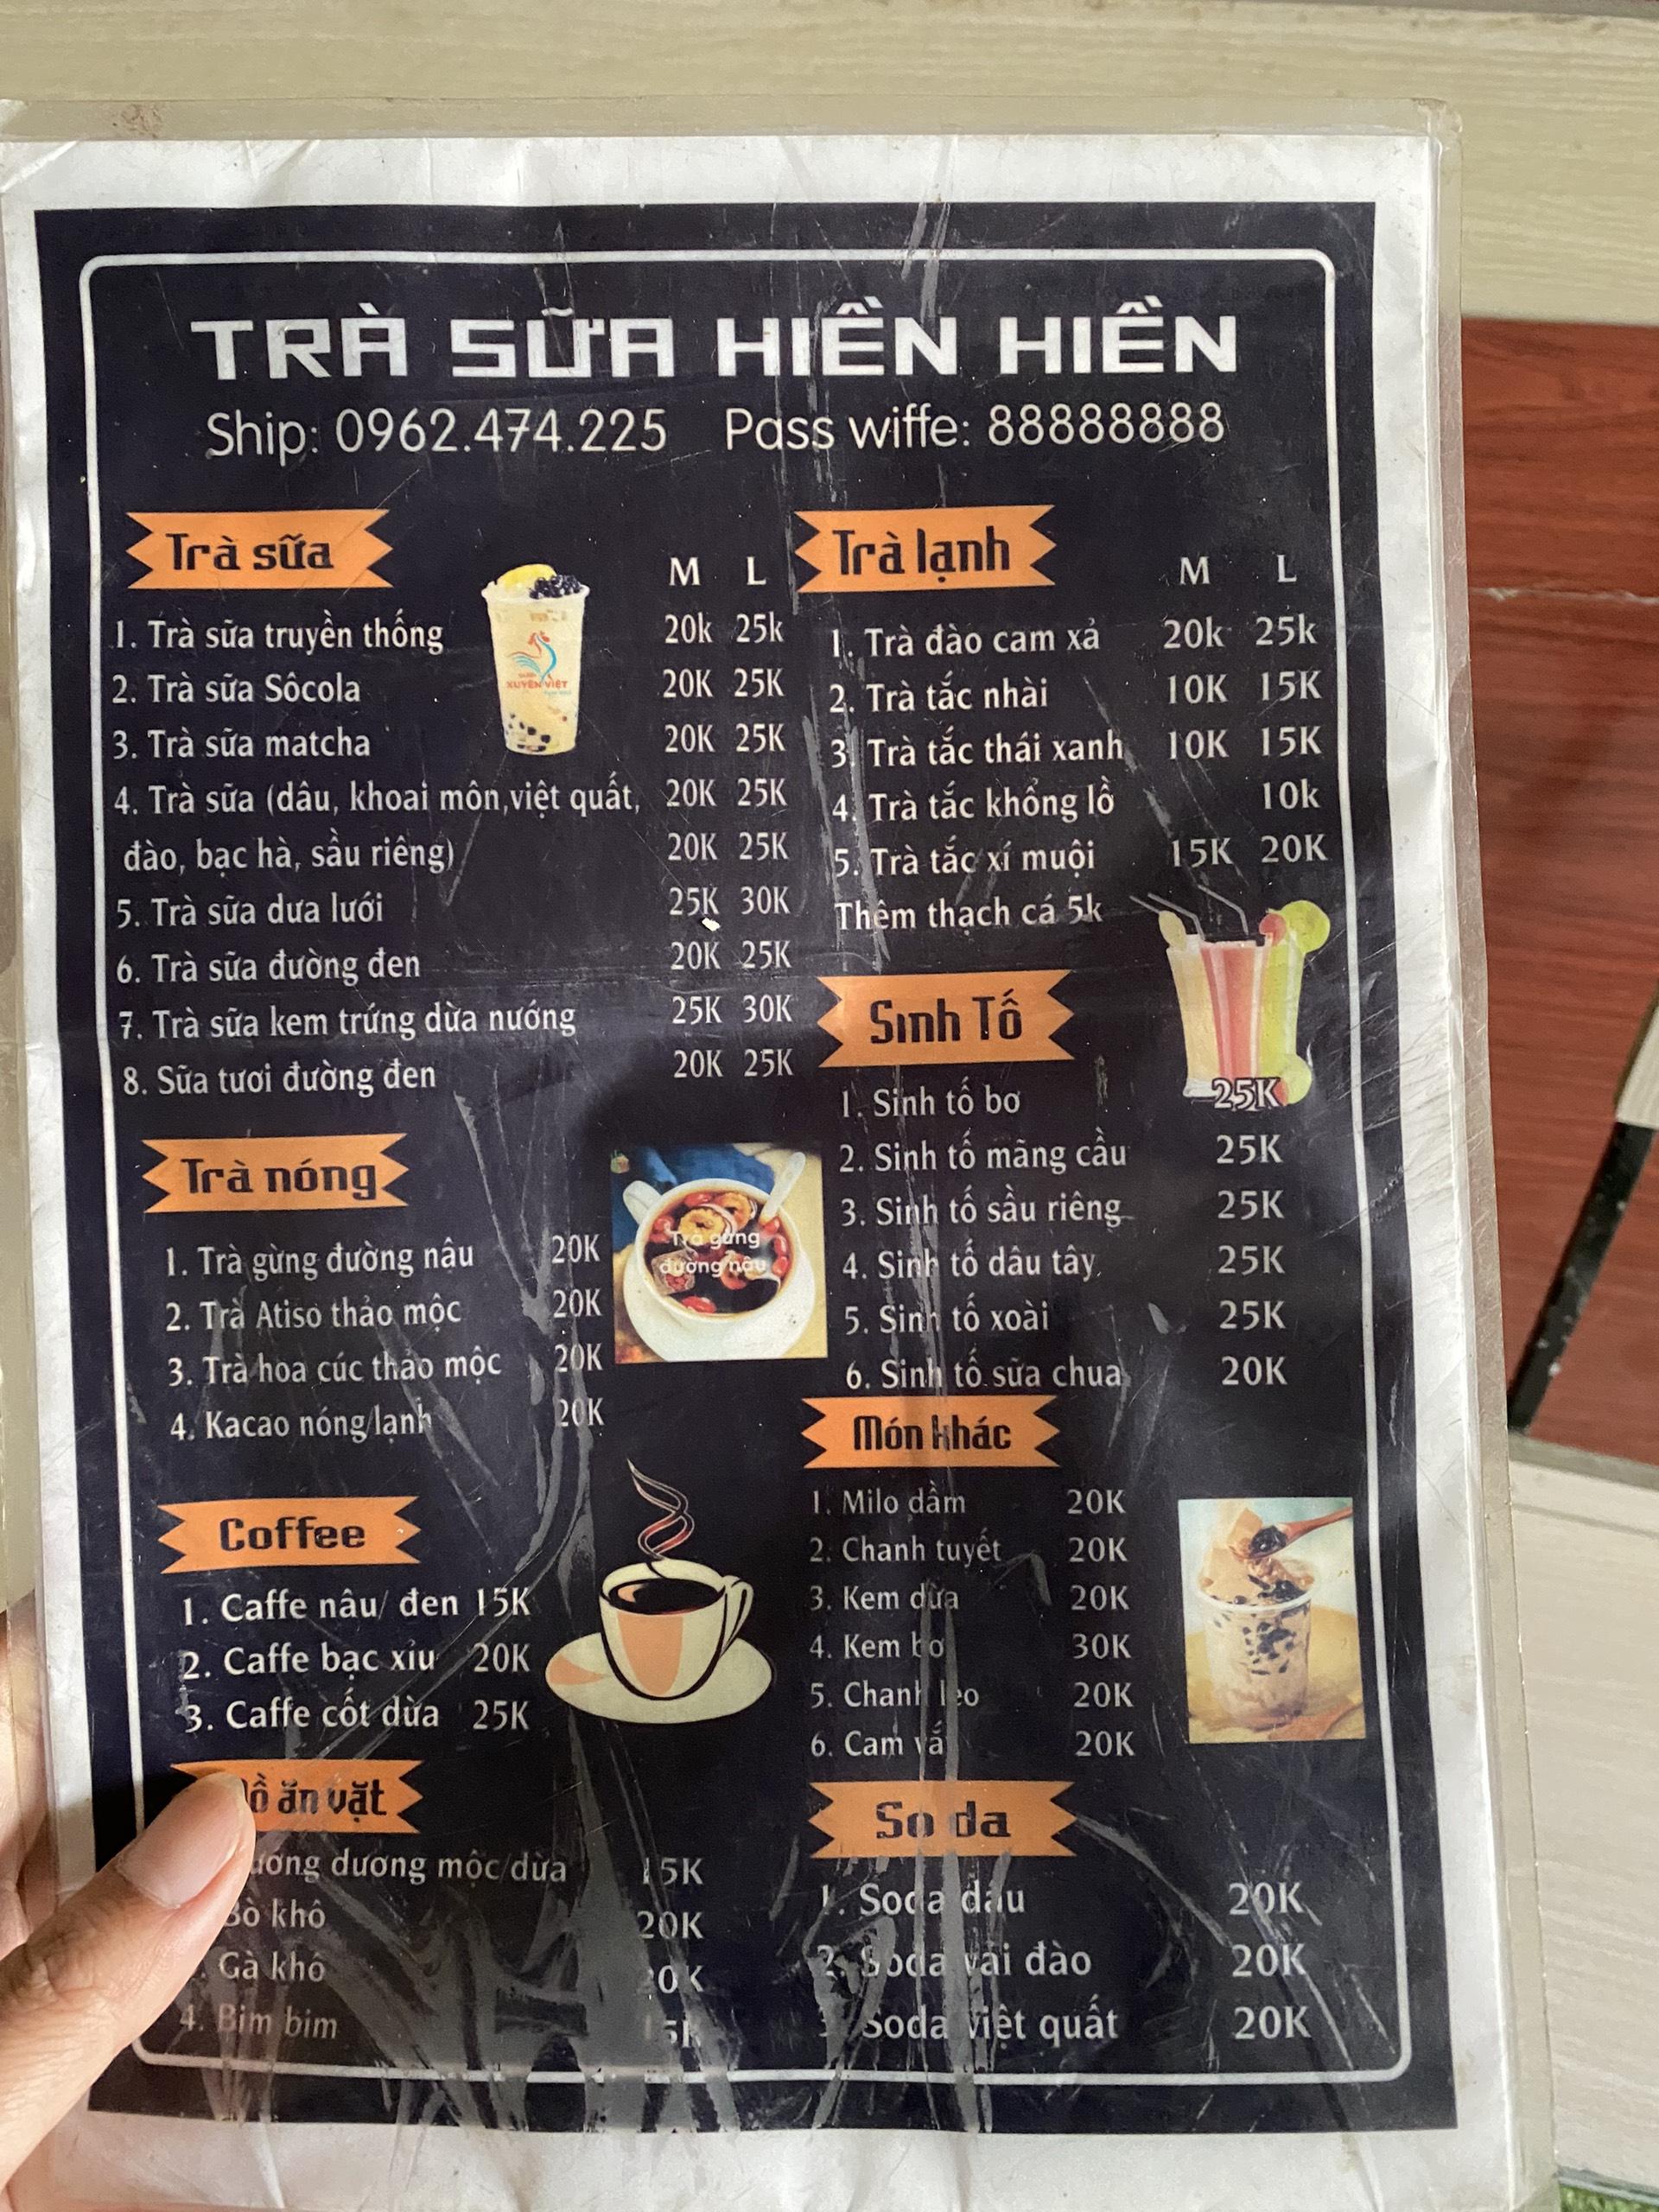 TRÀ SỮA HIỀN HIỀN
Ship: 0962.474.225 Pass wiffe: 88888888
Trà sữa
M L
1. Trà sữa truyền thống 20k 25k
2. Trà sữa Sôcola 20K 25K
3. Trà sữa matcha 20K 25K
4. Trà sữa (dâu, khoai môn,việt quất, 20K 25K
đào, bạc hà, sầu riêng) 20K 25K
5. Trà sữa dưa lưới 25K 30K
6. Trà sữa đường đen 20K 25K
7. Trà sữa kem trứng dừa nướng 25K 30K
8. Sữa tươi đường đen 20K 25K
XUYÊN VIỆT
Trà nóng
1. Trà gừng đường nâu 20K
2. Trà Atiso thảo mộc 20K
3. Trà hoa cúc thảo mộc 20K
4. Kacao nóng/lạnh 20K
Trà gừng
đường nâu
Coffee
1. Caffe nâu/ đen 15K
2. Caffe bạc xỉu 20K
3. Caffe cốt dừa 25K
ăn vặt
dương mộc/dừa 15K
Bò khô 20K
Gà khô
4. Bim bim
Trà lạnh
M L
1. Trà đào cam xả 20k 25k
2. Trà tắc nhài 10K 15K
3. Trà tắc thái xanh 10K 15K
4. Trà tắc khổng lồ 10k
5. Trà tắc xí muội 15K 20K
Thêm thạch cá 5k
Sinh Tố
1. Sinh tố bơ 25K
2. Sinh tố mãng cầu 25K
3. Sinh tố sầu riêng 25K
4. Sinh tố dâu tây 25K
5. Sinh tố xoài 25K
6. Sinh tố sữa chua 20K
Món khác
1. Milo dầm 20K
2. Chanh tuyết 20K
3. Kem dừa 20K
4. Kem bơ 30K
5. Chanh leo 20K
6. Cam vắt 20K
So da
1. Soda dâu 20K
2. Soda vải đào 20K
3. Soda việt quất 20K